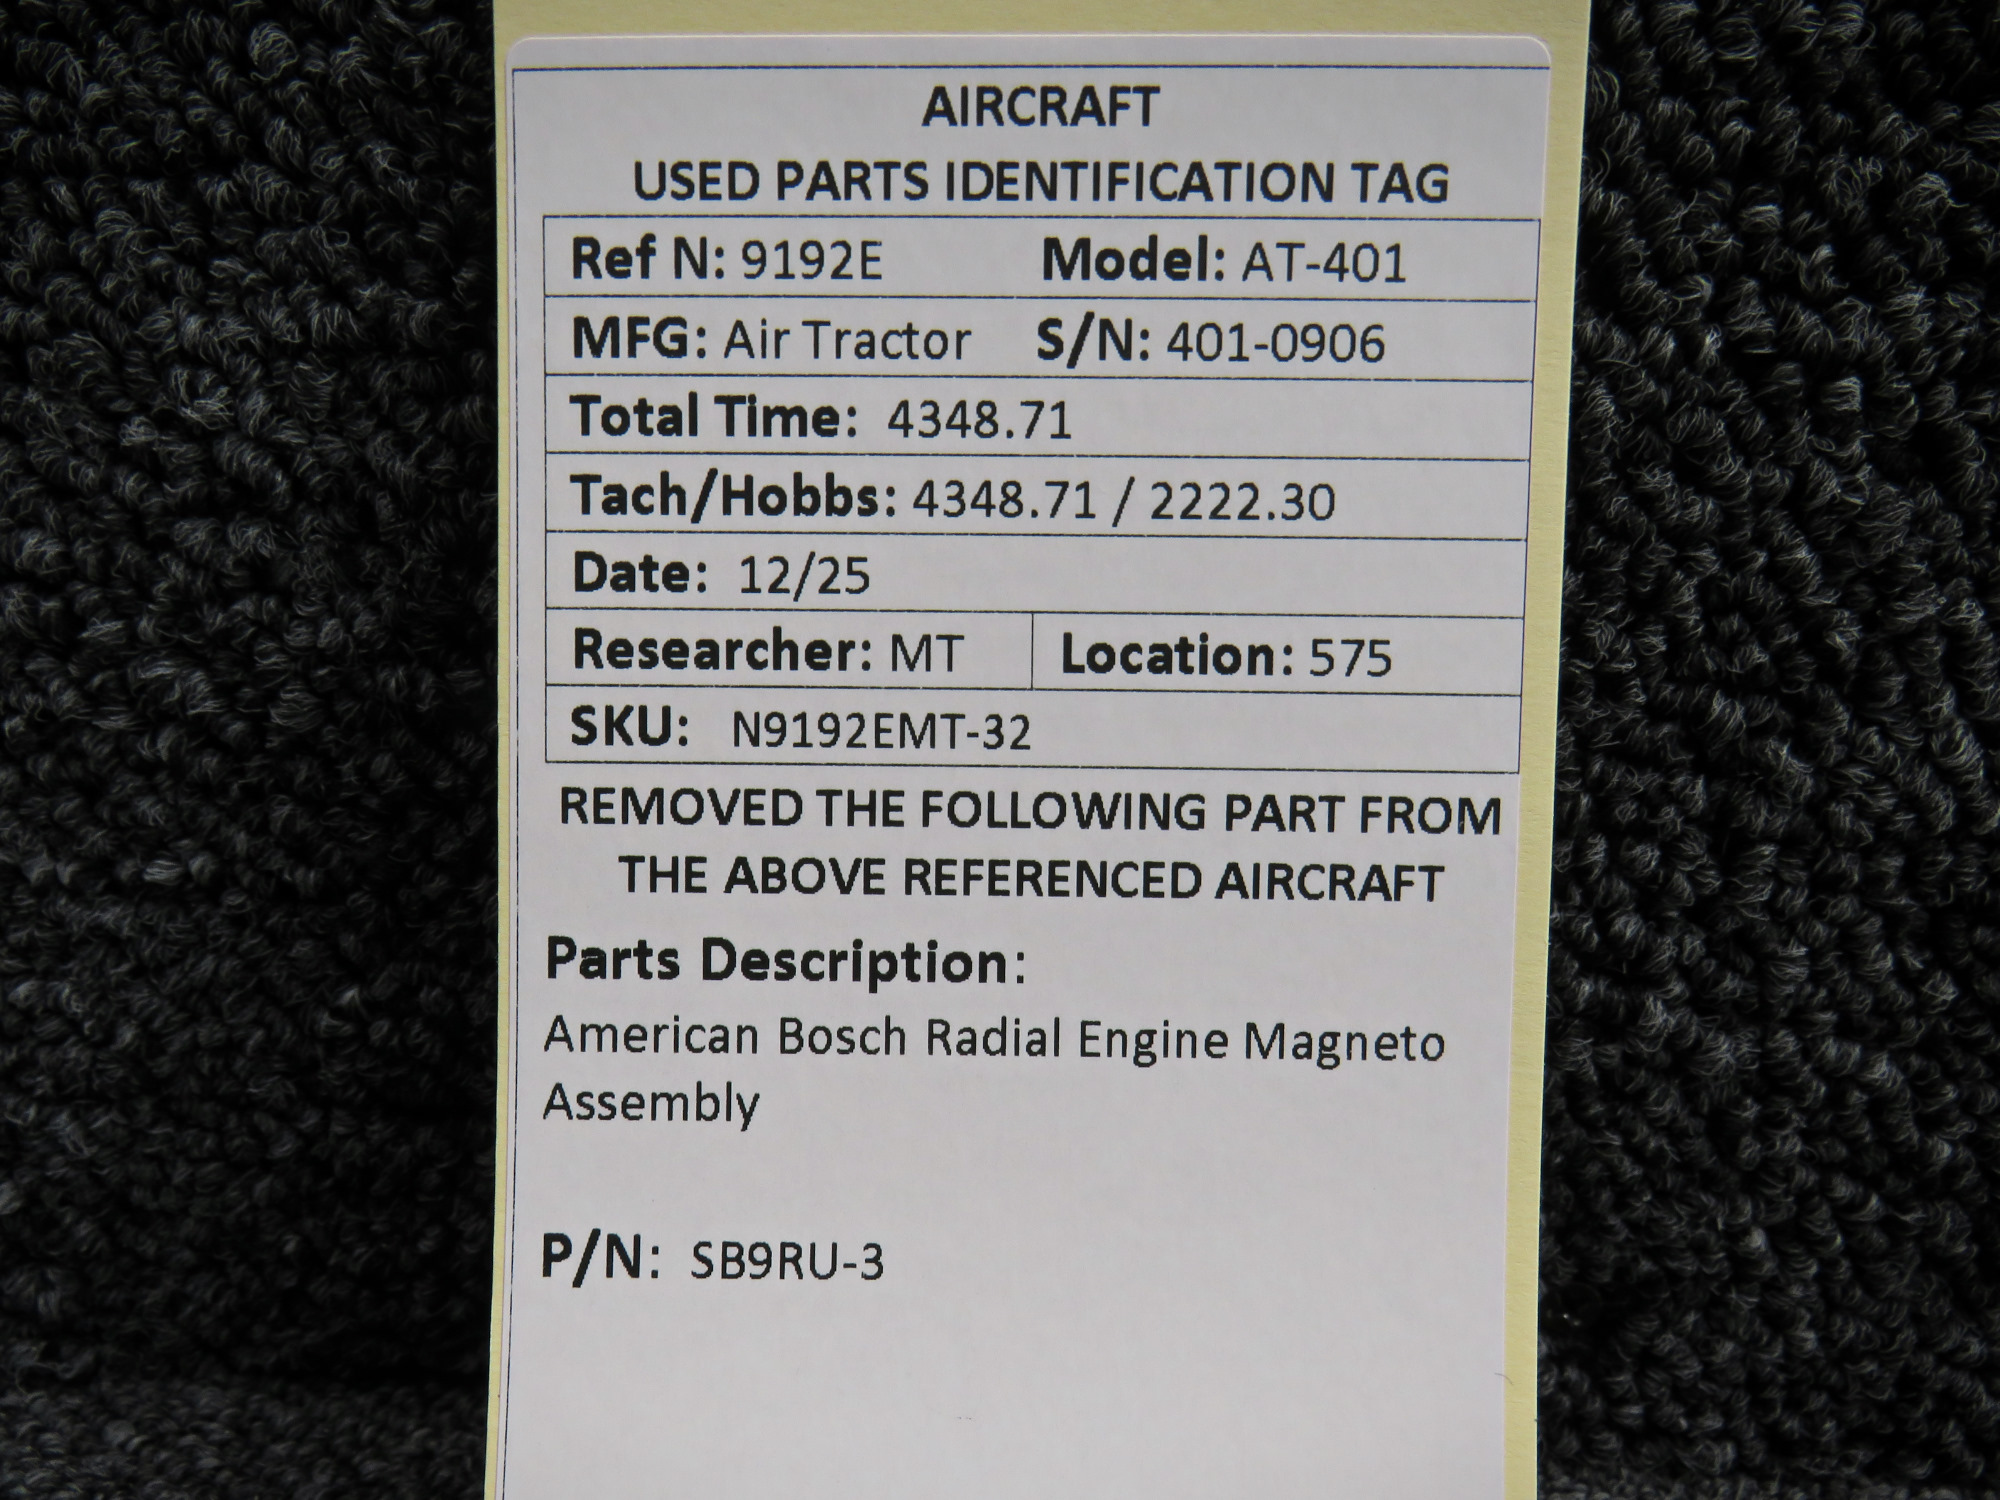 AIRCRAFT
USED PARTS IDENTIFICATION TAG
Ref N: 9192E Model: AT-401
MFG: Air Tractor S/N: 401-0906
Total Time: 4348.71
Tach/Hobbs: 4348.71 / 2222.30
Date: 12/25
Researcher: MT Location: 575
SKU: N9192EMT-32
REMOVED THE FOLLOWING PART FROM
THE ABOVE REFERENCED AIRCRAFT
Parts Description:
American Bosch Radial Engine Magneto
Assembly
P/N: SB9RU-3